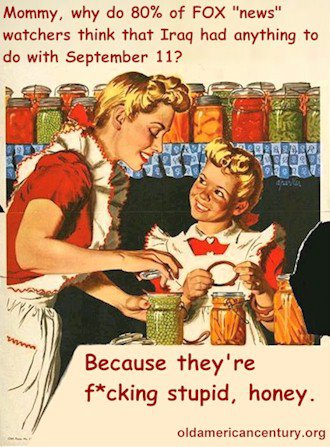 Mommy, why do 80% of FOX "news"
watchers think that Iraq had anything to
do with September 11?
Because they're
f*cking stupid, honey.
oldamericancentury.org